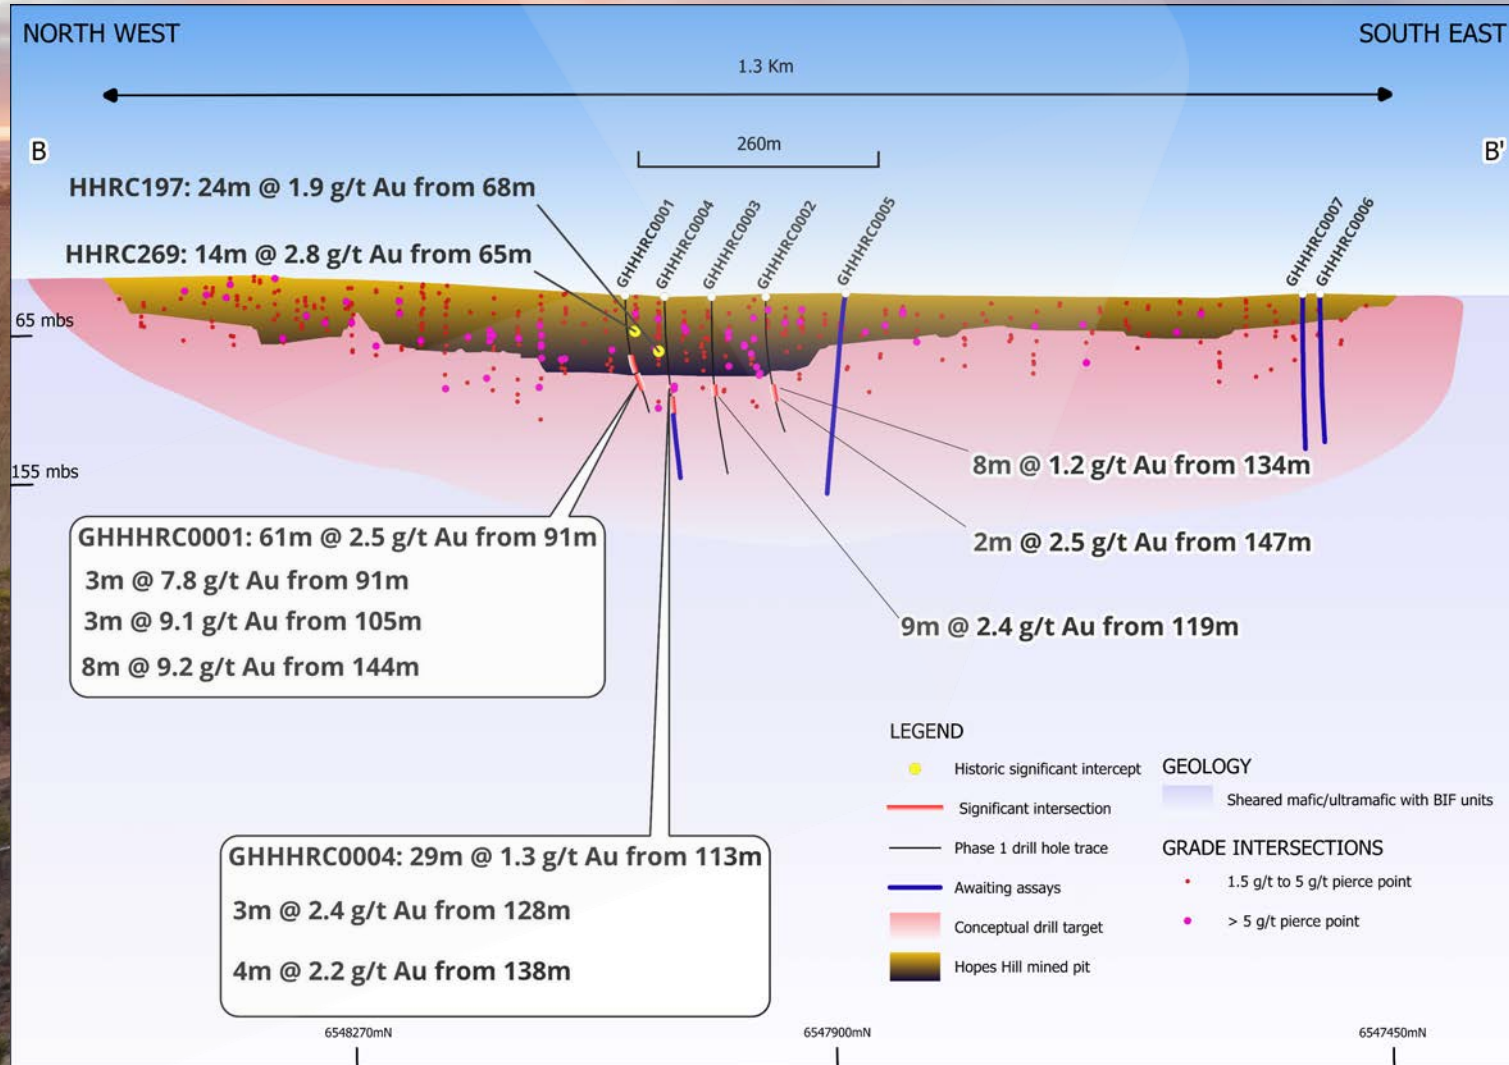 NORTH WEST
SOUTH EAST
1.3 Km
B
B'
260m
HHRC197: 24m @ 1.9 g/t Au from 68m
HHRC269: 14m @ 2.8 g/t Au from 65m
GHHHRC0001
GHHHRC0004
GHHHRC0003
GHHHRC0002
GHHHRC0005
GHHHRC0007
GHHHRC0006
65 mbs
155 mbs
8m @ 1.2 g/t Au from 134m
2m @ 2.5 g/t Au from 147m
9m @ 2.4 g/t Au from 119m
GHHHRC0001: 61m @ 2.5 g/t Au from 91m
3m @ 7.8 g/t Au from 91m
3m @ 9.1 g/t Au from 105m
8m @ 9.2 g/t Au from 144m
GHHHRC0004: 29m @ 1.3 g/t Au from 113m
3m @ 2.4 g/t Au from 128m
4m @ 2.2 g/t Au from 138m
LEGEND
Historic significant intercept
Significant intersection
Phase 1 drill hole trace
Awaiting assays
Conceptual drill target
Hopes Hill mined pit
GEOLOGY
Sheared mafic/ultramafic with BIF units
GRADE INTERSECTIONS
1.5 g/t to 5 g/t pierce point
> 5 g/t pierce point
6548270mN
6547900mN
6547450mN